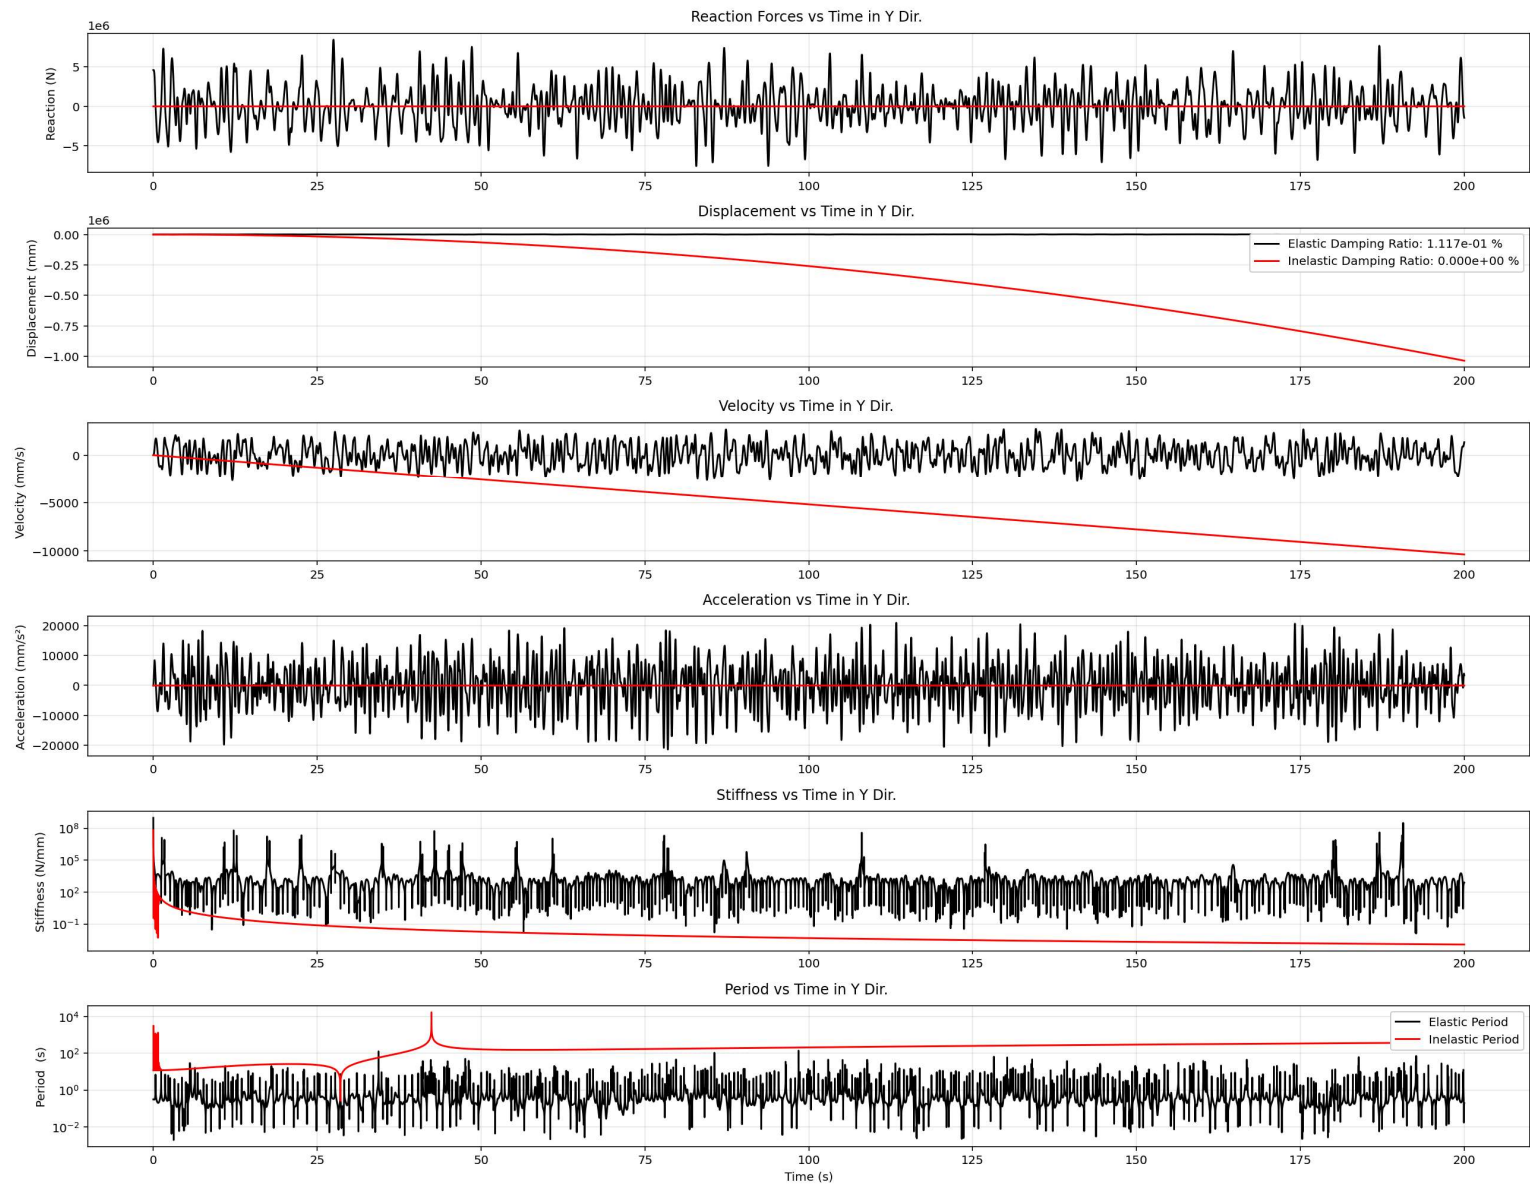 Reaction Forces vs Time in Y Dir.
1e6
Reaction (N)
5
0
−5
0 25 50 75 100 125 150 175 200
Displacement vs Time in Y Dir.
1e6
Displacement (mm)
0.00
−0.25
−0.50
−0.75
−1.00
Elastic Damping Ratio: 1.117e-01 %
Inelastic Damping Ratio: 0.000e+00 %
0 25 50 75 100 125 150 175 200
Velocity vs Time in Y Dir.
Velocity (mm/s)
0
−5000
−10000
0 25 50 75 100 125 150 175 200
Acceleration vs Time in Y Dir.
Acceleration (mm/s²)
20000
10000
0
−10000
−20000
0 25 50 75 100 125 150 175 200
Stiffness vs Time in Y Dir.
Stiffness (N/mm)
10⁸
10⁵
10²
10⁻¹
0 25 50 75 100 125 150 175 200
Period vs Time in Y Dir.
Period (s)
10⁴
10²
10⁰
10⁻²
Elastic Period
Inelastic Period
0 25 50 75 100 125 150 175 200
Time (s)